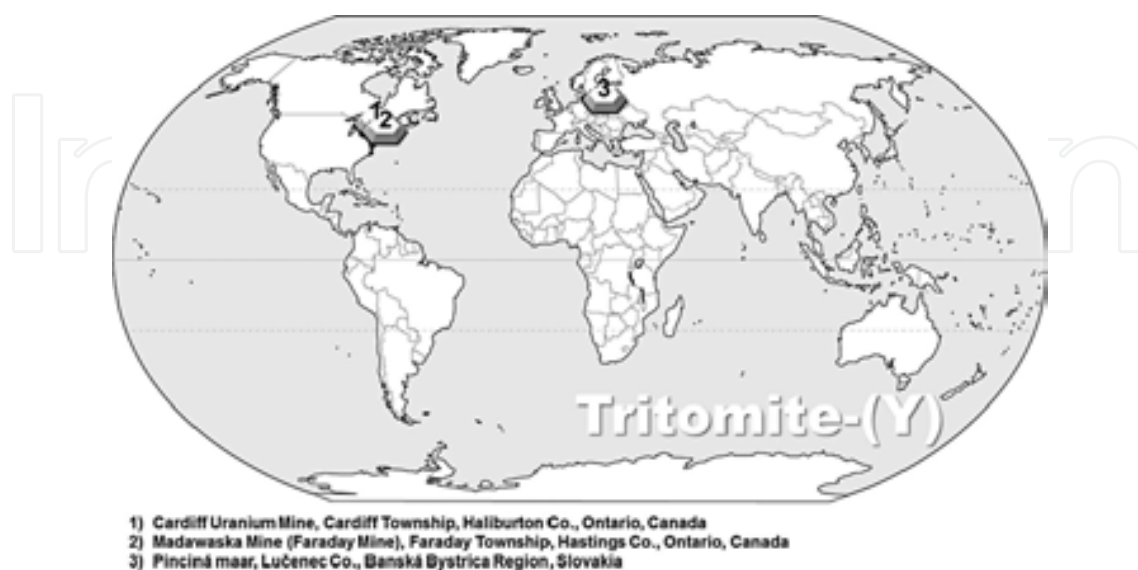 1
2
3
Tritomite-(Y)
1) Cardiff Uranium Mine, Cardiff Township, Haliburton Co., Ontario, Canada
2) Madawaska Mine (Faraday Mine), Faraday Township, Hastings Co., Ontario, Canada
3) Pinciná maar, Lučenec Co., Banská Bystrica Region, Slovakia